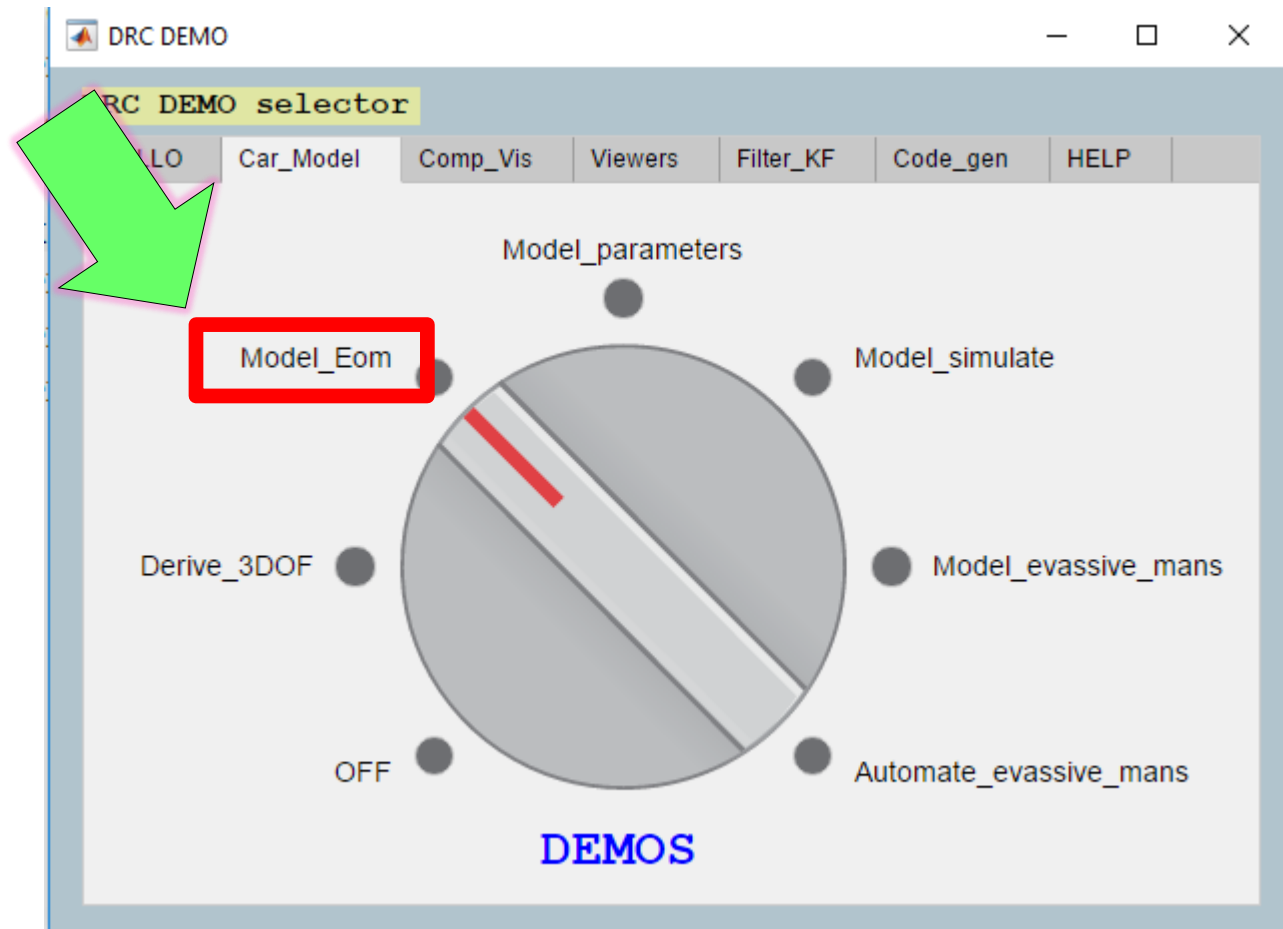 DRC DEMO
DRC DEMO selector
LLO Car_Model Comp_Vis Viewers Filter_KF Code_gen HELP
Model_parameters
Model_Eom
Model_simulate
Derive_3DOF
Model_evassive_mans
OFF
Automate_evassive_mans
DEMOS